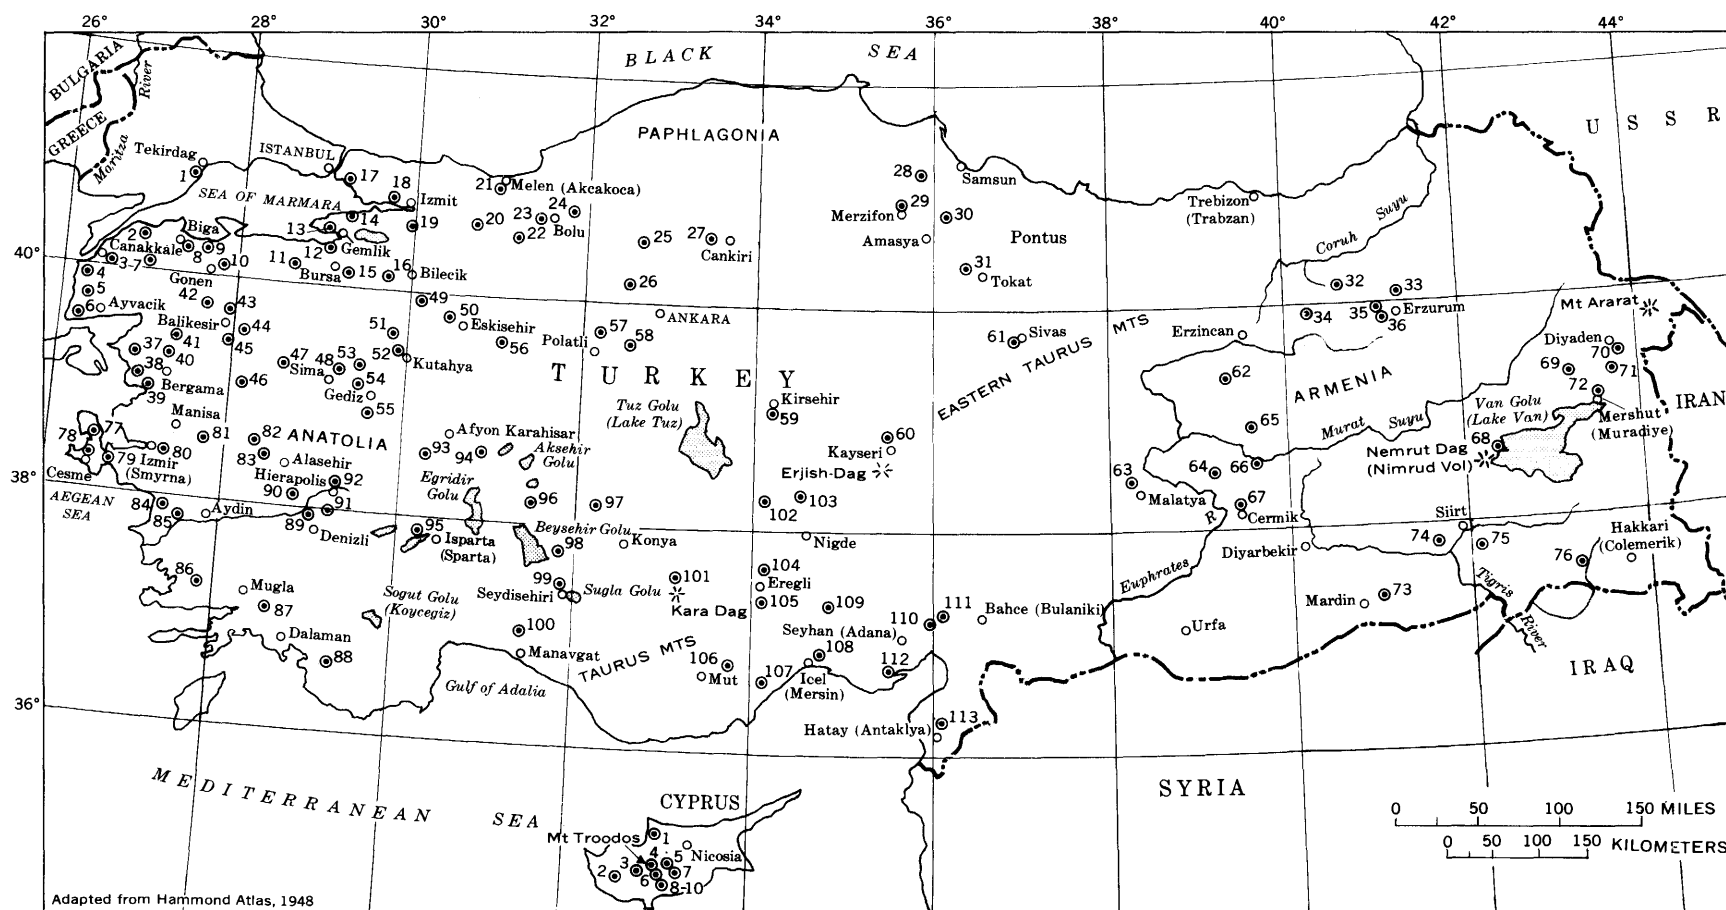 26° 28° 30° 32° 34° 36° 38° 40° 42° 44°
BLACK SEA
BULGARIA
River
GREECE
Maritza
U S S R
PAPHLAGONIA
Tekirdag
1
ISTANBUL
17
18
Izmit
SEA OF MARMARA
21 Melen (Akcakoca)
24
23
Bolu
20
22
19
14
13
28
Samsun
29
Merzifon
30
Amasya
Trebizon
(Trabzan)
Pontus
Coruh Suyu
2
Biga
Canakkale
3-7
8
9
10
Gonen
11
12
Gemlik
Bursa
15
16
Bilecik
25
27
Cankiri
26
31
Tokat
32
33
34
35
36
Erzurum
Mt Ararat
40°
4
5
6
Ayvacik
42
43
Balikesir
44
45
41
40
37
38
39
Bergama
46
47
48
Sima
53
54
Gediz
55
49
50
Eskisehir
51
52
Kutahya
56
Polatli
57
58
ANKARA
61
Sivas
EASTERN TAURUS MTS
Erzincan
62
ARMENIA
Diyaden
70
69
71
72
IRAN
Mershut
(Muradiye)
Van Golu
(Lake Van)
TURKEY
Tuz Golu
(Lake Tuz)
Kirsehir
59
60
Kayseri
Erjish-Dag
65
Murat Suyu
68
Nemrut Dag
(Nimrud Vol)
Manisa
77
78
79
Izmir
(Smyrna)
80
81
82
83
ANATOLIA
Alasehir
Cesme
Afyon Karahisar
93
94
Aksehir
Golu
Egridir
Golu
Hierapolis
92
90
91
89
Denizli
38°
AEGEAN
SEA
84
85
Aydin
95
Isparta
(Sparta)
96
97
Beysehir Golu
98
Konya
102
103
Nigde
63
Malatya
64
66
67
Cermik
R
Euphrates
Diyarbekir
Siirt
74
75
Hakkari
(Colemerik)
76
86
Mugla
87
Dalaman
88
Sogut Golu
(Koycegiz)
99
Seydisehiri
Sugla Golu
101
Kara Dag
104
Eregli
105
109
110
111
Bahce (Bulaniki)
Mardin
73
Tigris
River
Urfa
100
Manavgat
TAURUS MTS
106
Mut
107
108
Icel
(Mersin)
Seyhan (Adana)
112
IRAQ
Gulf of Adalia
36°
Hatay (Antaklya)
113
MEDITERRANEAN SEA
SYRIA
CYPRUS
Mt Troodos
1
Nicosia
2
3
4
5
6
7
8-10
0 50 100 150 MILES
0 50 100 150 KILOMETERS
Adapted from Hammond Atlas, 1948